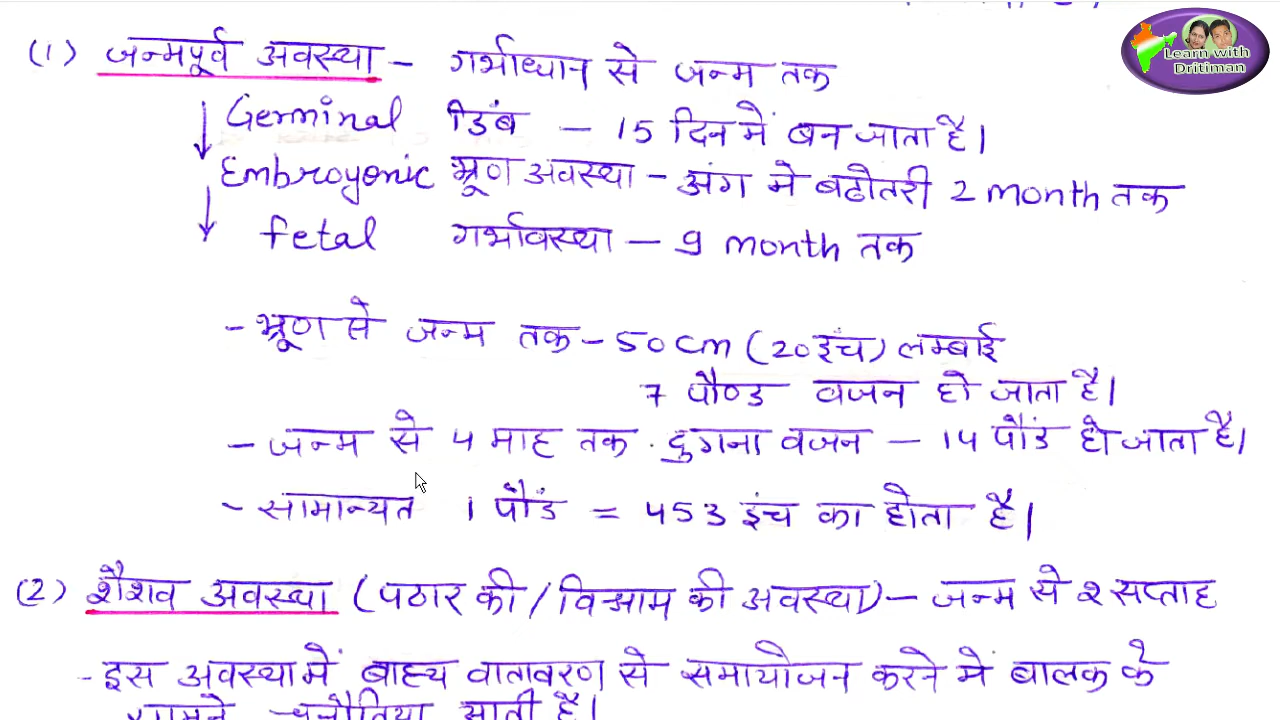 Learn with
Dritiman
(1) जन्मपूर्व अवस्था - गर्भाधान से जन्म तक
Germinal डिंब - 15 दिन में बन जाता है।
Embroyonic भ्रूण अवस्था - अंग मे बढोतरी 2 month तक
fetal गर्भावस्था - 9 month तक
- भ्रूण से जन्म तक - 50 cm (20 इंच) लम्बाई
7 पौण्ड वजन हो जाता है।
- जन्म से 4 माह तक . दुगना वजन - 14 पौंड हो जाता है।
- सामान्यत 1 पौंड = 453 इंच का होता है।
(2) शैशव अवस्था (पठार की / विश्राम की अवस्था) - जन्म से 2 सप्ताह
- इस अवस्था में बाह्य वातावरण से समायोजन करने मे बालक के
सामने चुनौतिया आती है।